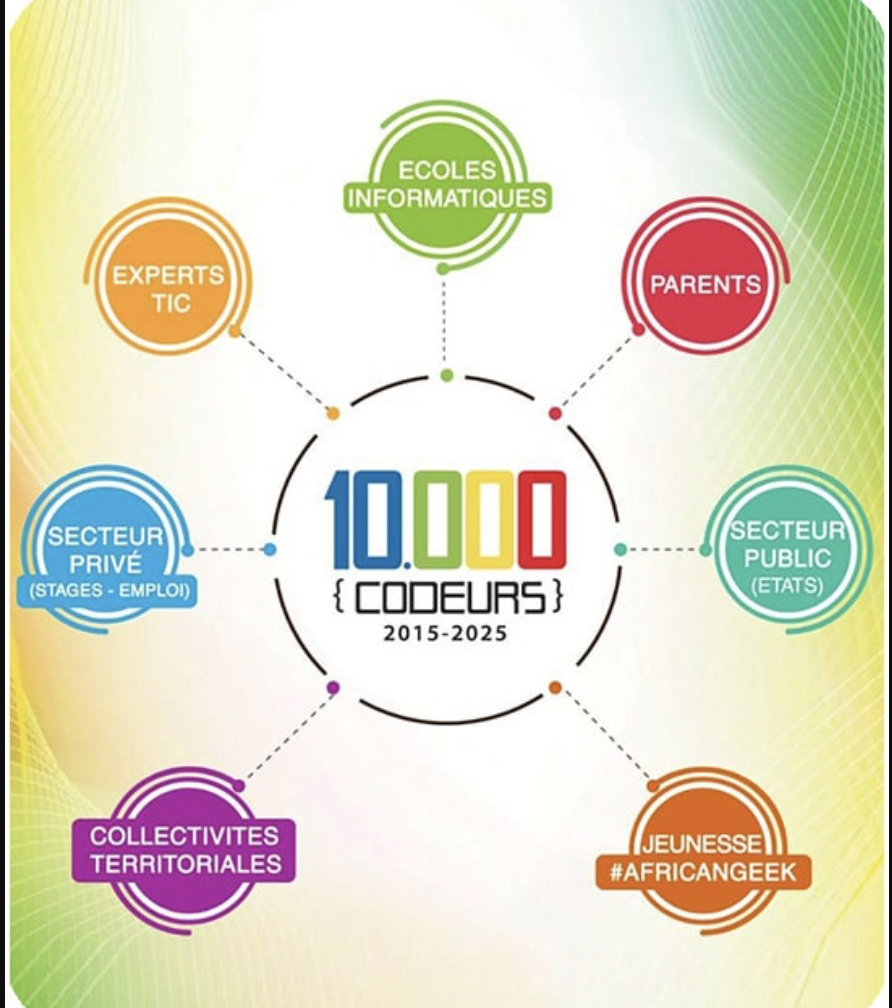 ECOLES
INFORMATIQUES
EXPERTS
TIC
PARENTS
10.000
{ CODEURS }
2015-2025
SECTEUR
PRIVÉ
(STAGES - EMPLOI)
SECTEUR
PUBLIC
(ETATS)
COLLECTIVITES
TERRITORIALES
JEUNESSE
#AFRICANGEEK